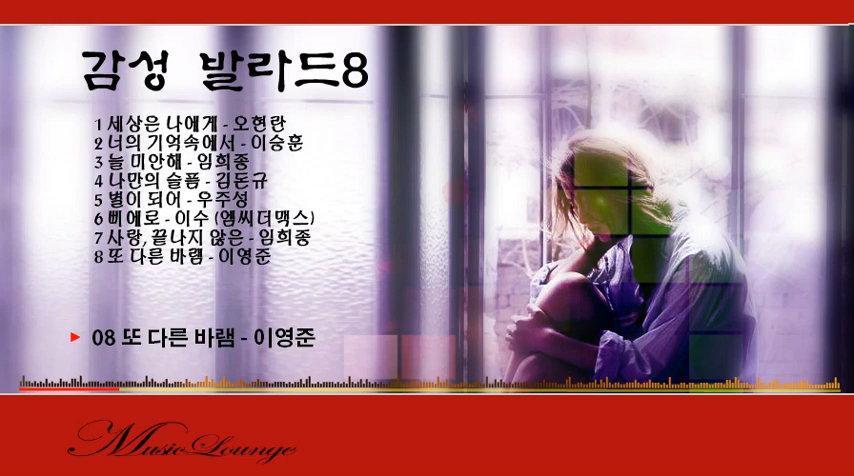 감성 발라드8
1 세상은 나에게 - 오현란
2 너의 기억속에서 - 이승훈
3 늘 미안해 - 임희종
4 나만의 슬픔 - 김돈규
5 별이 되어 - 우주성
6 삐에로 - 이수 (엠씨더맥스)
7 사랑, 끝나지 않은 - 임희종
8 또 다른 바램 - 이영준
08 또 다른 바램 - 이영준
MusicLounge